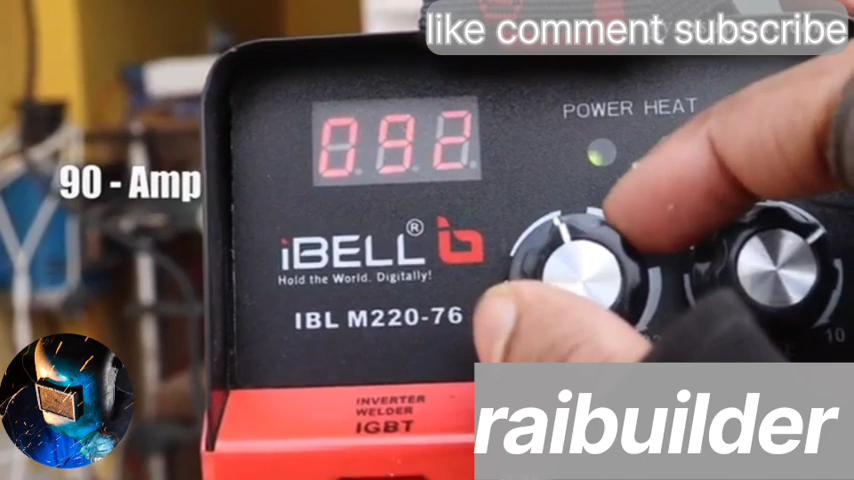 like comment subscribe
092
POWER HEAT
90 - Amp
iBELL®
Hold the World. Digitally!
IBL M220-76
10
INVERTER
WELDER
IGBT
raibuilder